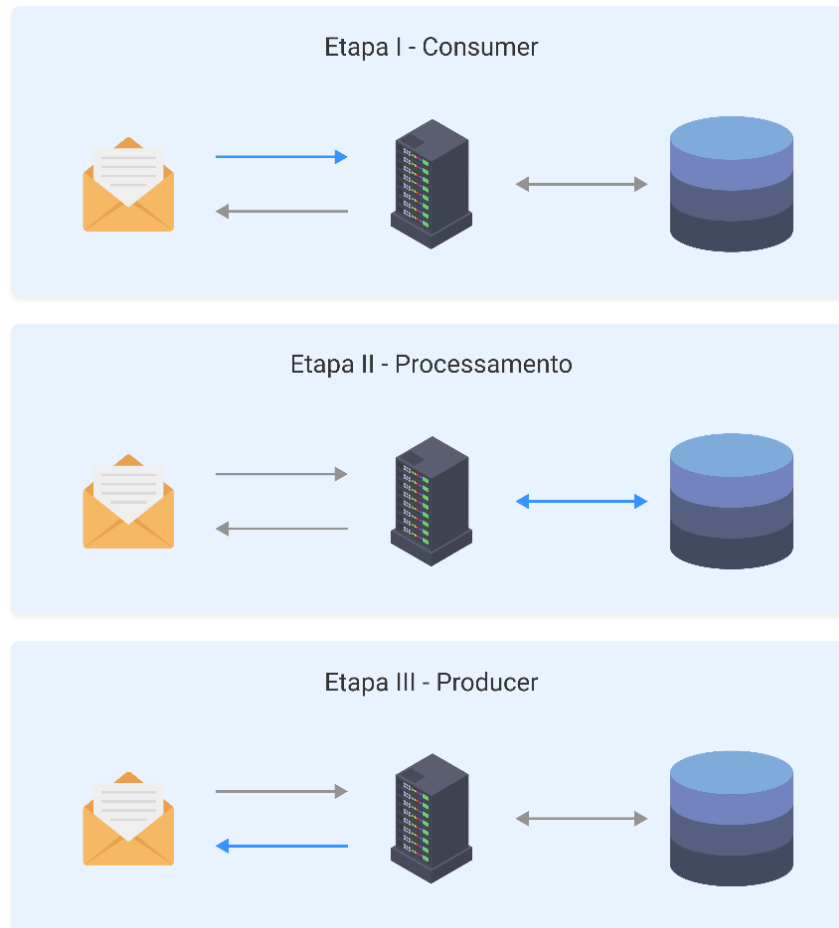 Etapa I - Consumer
Etapa II - Processamento
Etapa III - Producer